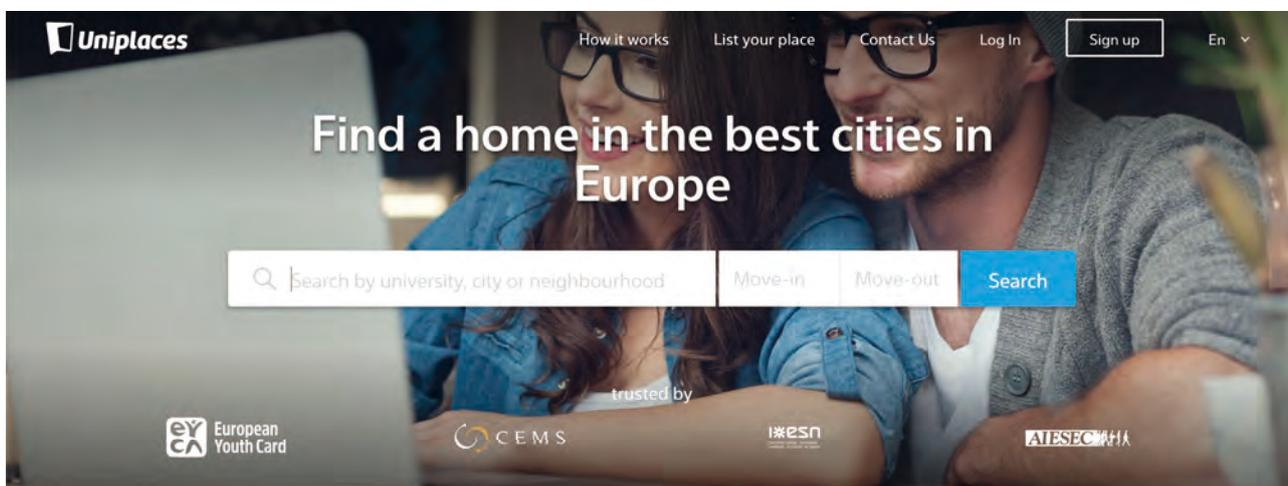 Uniplaces
How it works List your place Contact Us Log In Sign up En
Find a home in the best cities in
Europe
Search by university, city or neighbourhood Move-in Move-out Search
trusted by
eyca European
Youth Card
CEMS
esn
AIESEC